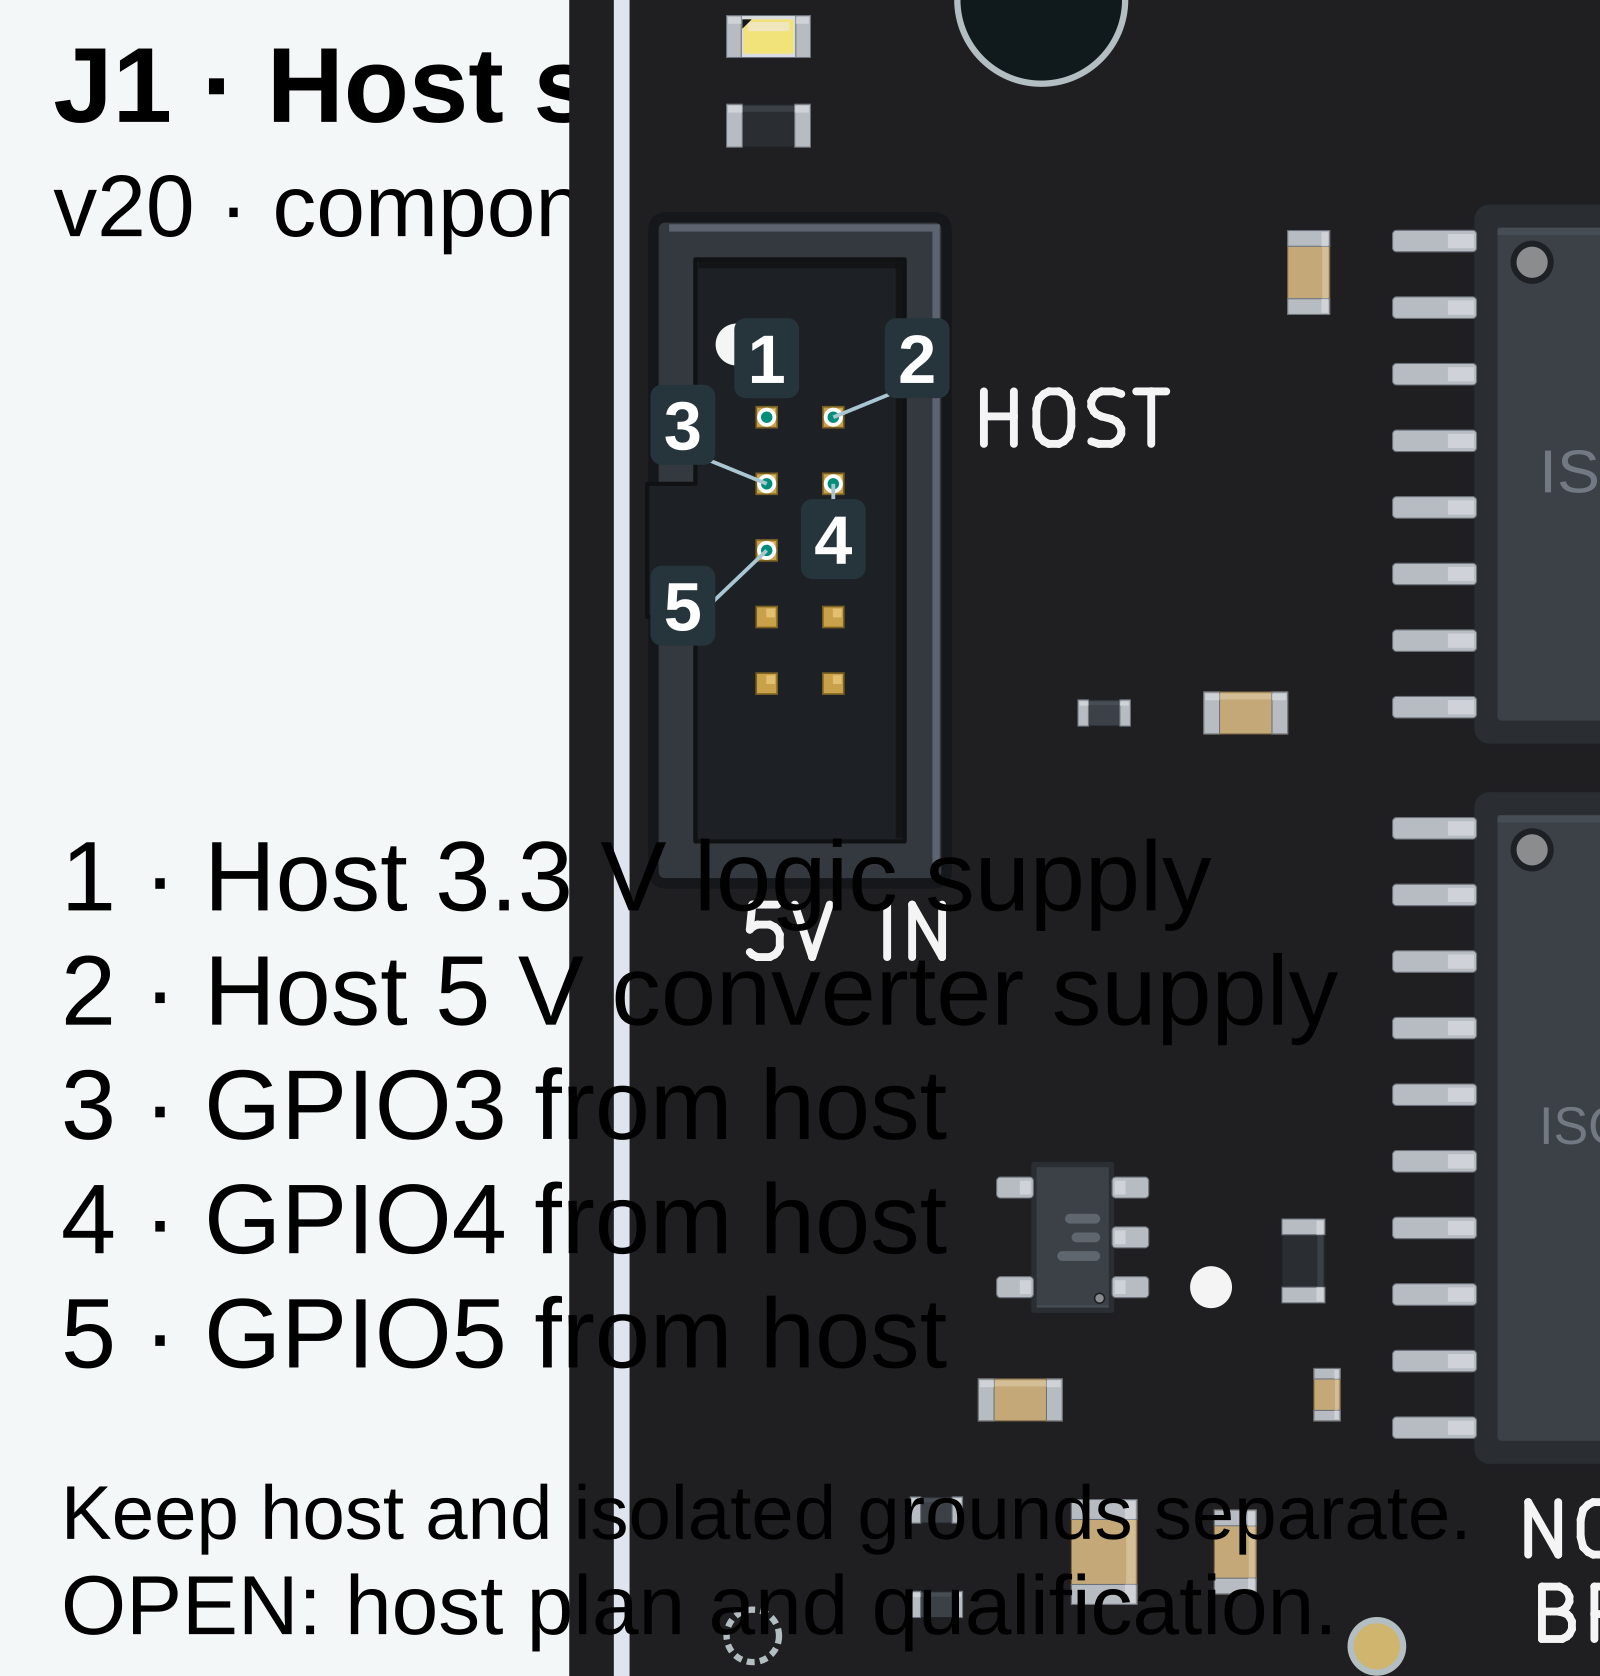 J1 · Host s
v20 · compon
1
2
3
4
5
HOST
IS
1 · Host 3.3 V logic supply
5V IN
2 · Host 5 V converter supply
3 · GPIO3 from host
4 · GPIO4 from host
ISO
5 · GPIO5 from host
Keep host and isolated grounds separate.
OPEN: host plan and qualification.
NO